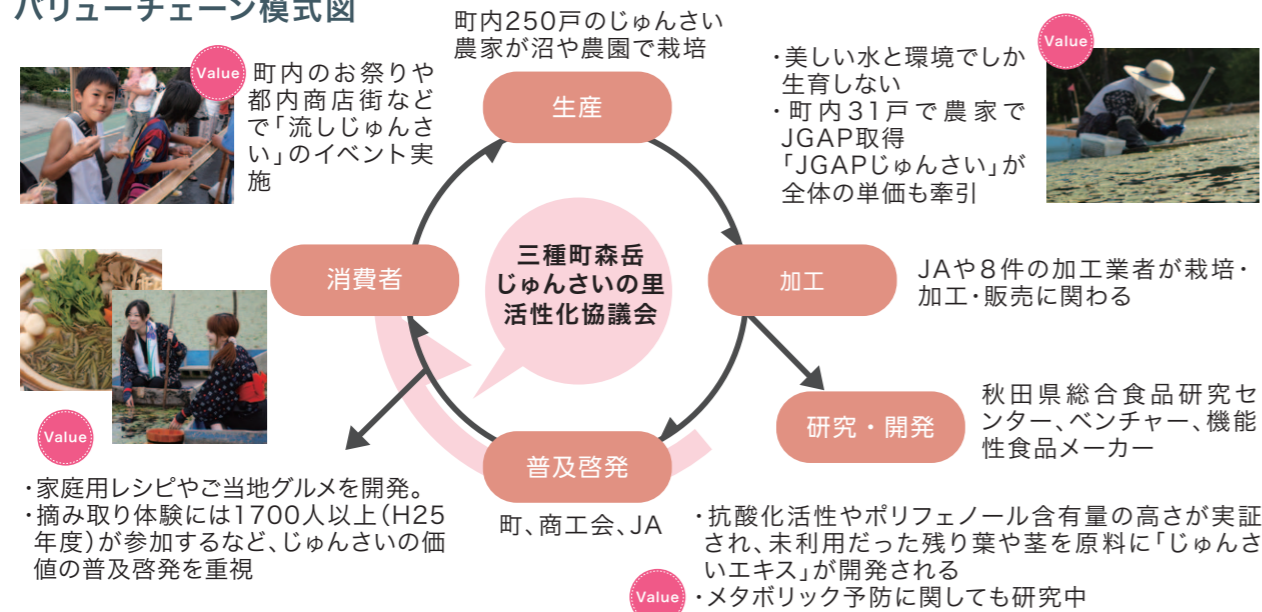 バリューチェーン模式図
町内250戸のじゅんさい
農家が沼や農園で栽培
生産
Value
町内のお祭りや
都内商店街など
で「流しじゅんさ
い」のイベント実
施
Value
・美しい水と環境でしか
生育しない
・町内31戸で農家で
JGAP取得
「JGAPじゅんさい」が
全体の単価も牽引
消費者
三種町森岳
じゅんさいの里
活性化協議会
加工
JAや8件の加工業者が栽培・
加工・販売に関わる
研究・開発
秋田県総合食品研究セ
ンター、ベンチャー、機能
性食品メーカー
普及啓発
町、商工会、JA
Value
・家庭用レシピやご当地グルメを開発。
・摘み取り体験には1700人以上（H25
年度）が参加するなど、じゅんさいの価
値の普及啓発を重視
・抗酸化活性やポリフェノール含有量の高さが実証
され、未利用だった残り葉や茎を原料に「じゅんさ
いエキス」が開発される
Value
・メタボリック予防に関しても研究中